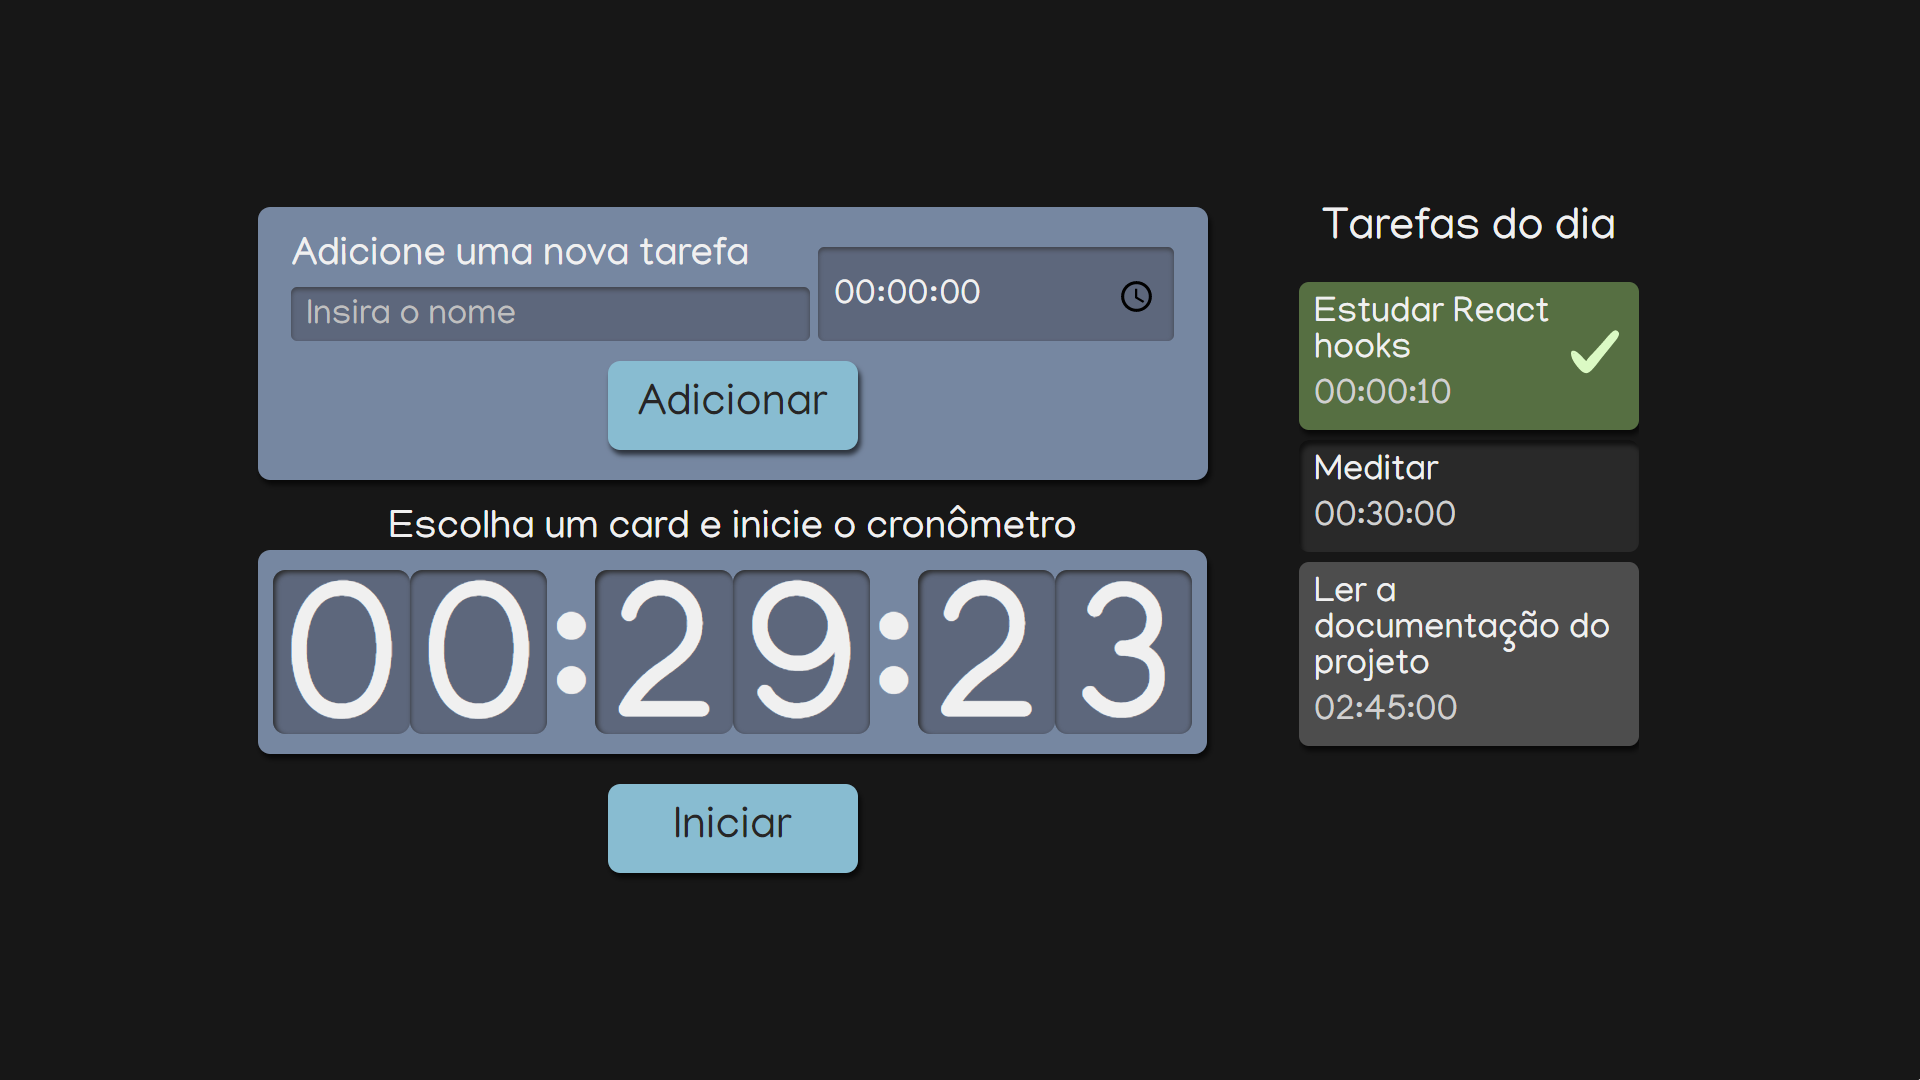 Adicione uma nova tarefa
Insira o nome
00:00:00
Adicionar
Escolha um card e inicie o cronômetro
00:29:23
Iniciar
Tarefas do dia
Estudar React
hooks
00:00:10
Meditar
00:30:00
Ler a
documentação do
projeto
02:45:00